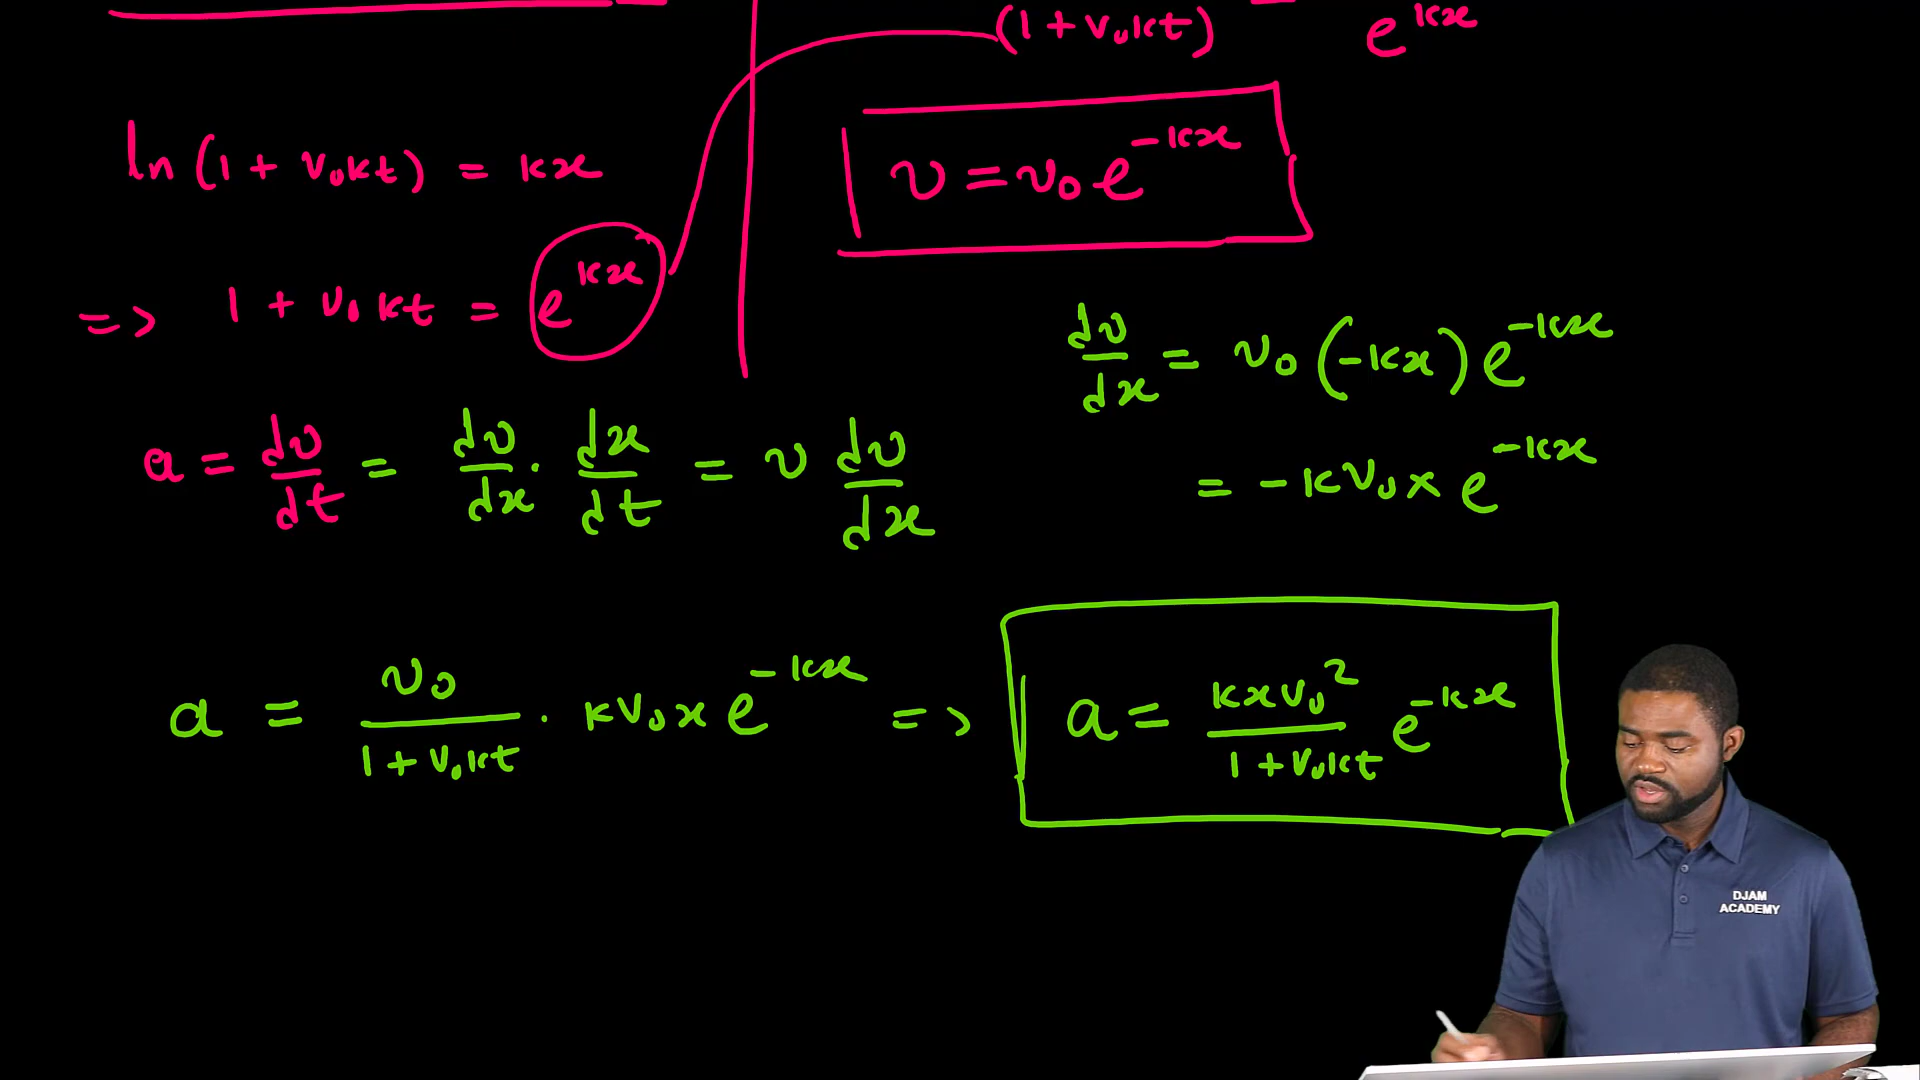 (1 + v₀kt) e^{kx}
ln (1 + v₀kt) = kx
v = v₀ e^{-kx}
=> 1 + v₀kt = e^{kx}
dv/dx = v₀ (-kx) e^{-kx}
= -kv₀x e^{-kx}
a = dv/dt = dv/dx · dx/dt = v dv/dx
a = v₀/(1 + v₀kt) · kv₀x e^{-kx} => a = kxv₀²/(1 + v₀kt) e^{-kx}
DJAM
ACADEMY